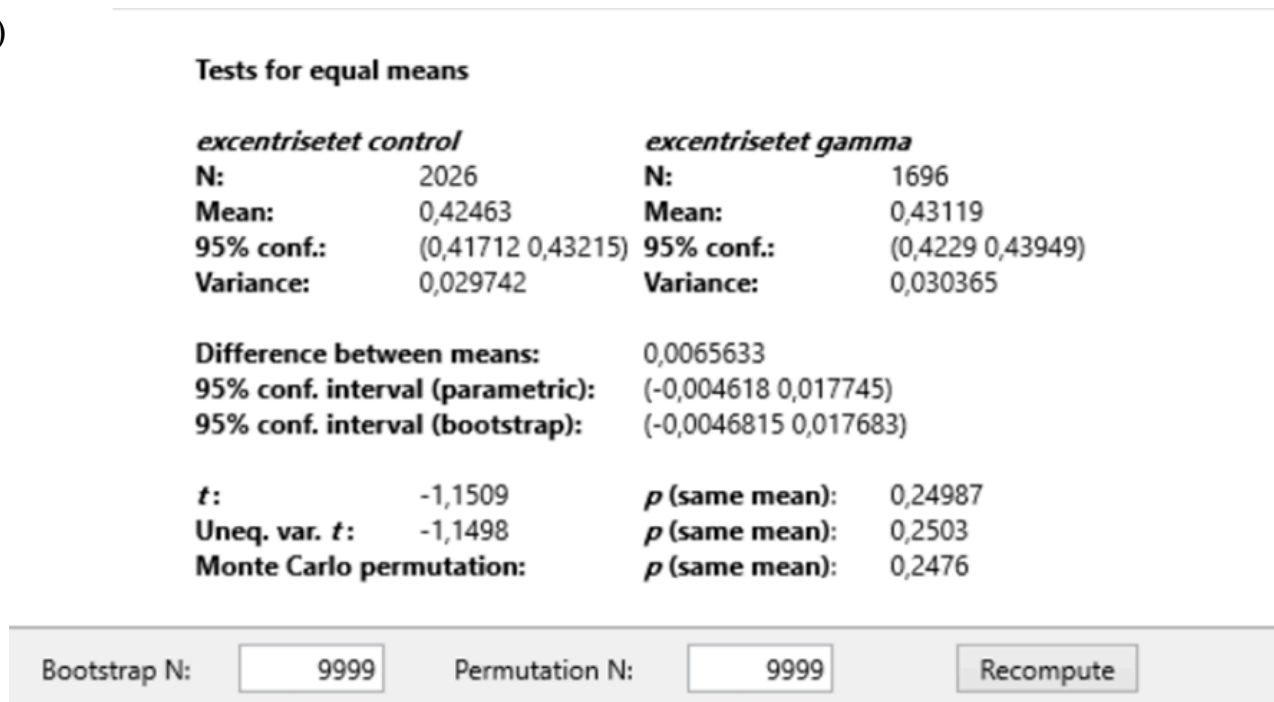 )
Tests for equal means
excentrisetet control excentrisetet gamma
N: 2026 N: 1696
Mean: 0,42463 Mean: 0,43119
95% conf.: (0,41712 0,43215) 95% conf.: (0,4229 0,43949)
Variance: 0,029742 Variance: 0,030365
Difference between means: 0,0065633
95% conf. interval (parametric): (-0,004618 0,017745)
95% conf. interval (bootstrap): (-0,0046815 0,017683)
t: -1,1509 p (same mean): 0,24987
Uneq. var. t: -1,1498 p (same mean): 0,2503
Monte Carlo permutation: p (same mean): 0,2476
Bootstrap N: 9999 Permutation N: 9999 Recompute